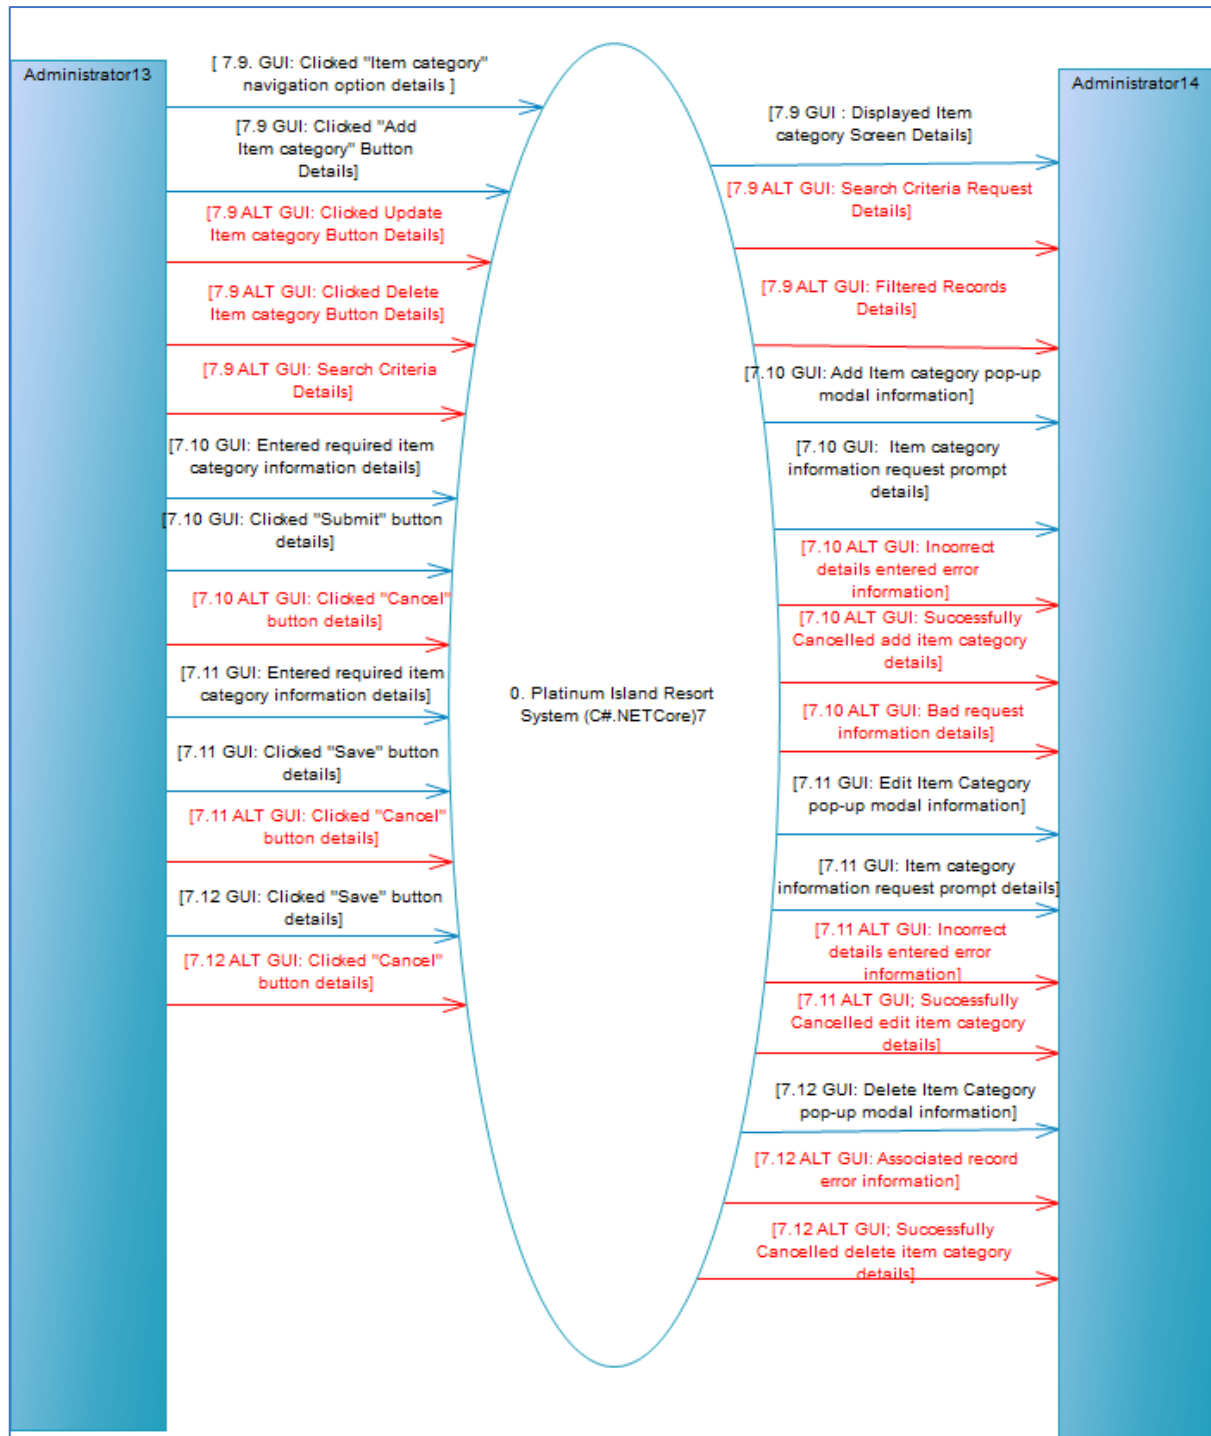 Administrator13
[ 7.9. GUI: Clicked "Item category"
navigation option details ]
[7.9 GUI: Clicked "Add
Item category" Button
Details]
[7.9 ALT GUI: Clicked Update
Item category Button Details]
[7.9 ALT GUI: Clicked Delete
Item category Button Details]
[7.9 ALT GUI: Search Criteria
Details]
[7.10 GUI: Entered required item
category information details]
[7.10 GUI: Clicked "Submit" button
details]
[7.10 ALT GUI: Clicked "Cancel"
button details]
[7.11 GUI: Entered required item
category information details]
[7.11 GUI: Clicked "Save" button
details]
[7.11 ALT GUI: Clicked "Cancel"
button details]
[7.12 GUI: Clicked "Save" button
details]
[7.12 ALT GUI: Clicked "Cancel"
button details]
0. Platinum Island Resort
System (C#.NETCore)7
Administrator14
[7.9 GUI : Displayed Item
category Screen Details]
[7.9 ALT GUI: Search Criteria Request
Details]
[7.9 ALT GUI: Filtered Records
Details]
[7.10 GUI: Add Item category pop-up
modal information]
[7.10 GUI:  Item category
information request prompt
details]
[7.10 ALT GUI: Incorrect
details entered error
information]
[7.10 ALT GUI: Successfully
Cancelled add item category
details]
[7.10 ALT GUI: Bad request
information details]
[7.11 GUI: Edit Item Category
pop-up modal information]
[7.11 GUI: Item category
information request prompt details]
[7.11 ALT GUI: Incorrect
details entered error
information]
[7.11 ALT GUI; Successfully
Cancelled edit item category
details]
[7.12 GUI: Delete Item Category
pop-up modal information]
[7.12 ALT GUI: Associated record
error information]
[7.12 ALT GUI; Successfully
Cancelled delete item category
details]